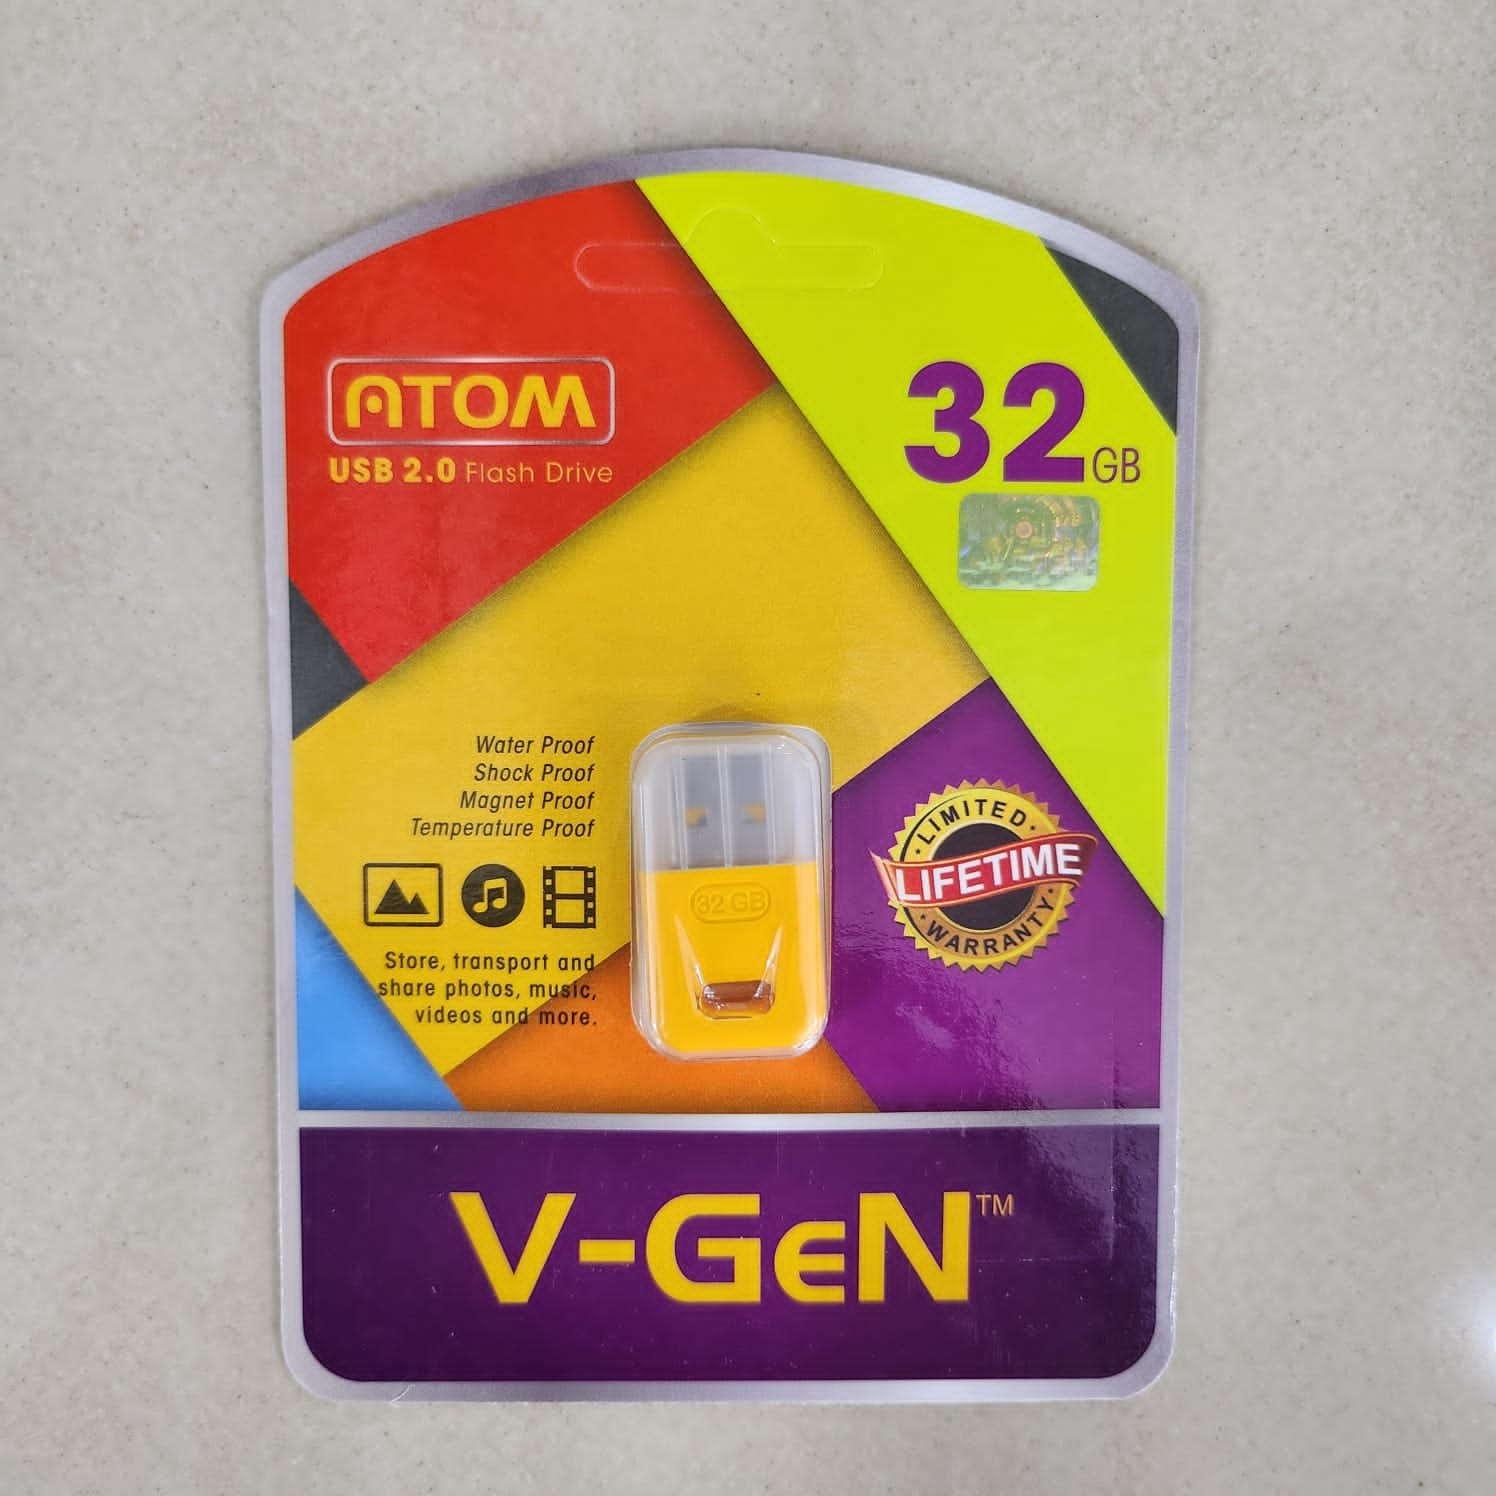 ATOM
USB 2.0 Flash Drive
32GB
V-GEN
Water Proof
Shock Proof
Magnet Proof
Temperature Proof
Store, transport and
share photos, music,
videos and more.
32 GB
LIMITED
LIFETIME
WARRANTY
V-GeN™